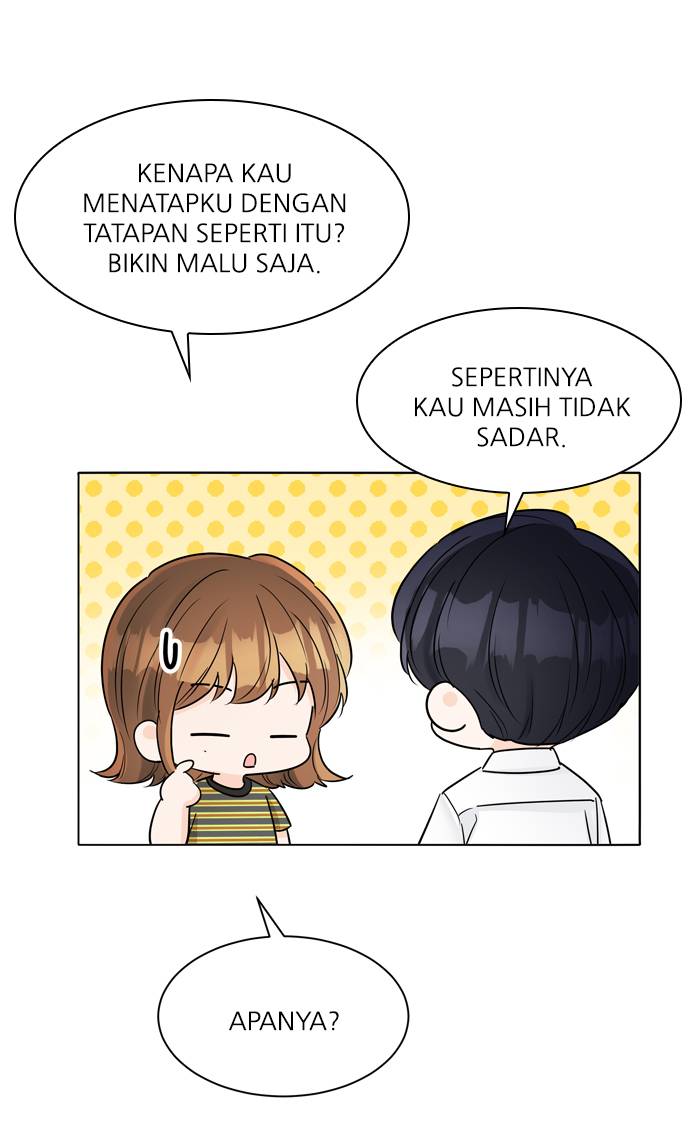 KENAPA KAU
MENATAPKU DENGAN
TATAPAN SEPERTI ITU?
BIKIN MALU SAJA.
SEPERTINYA
KAU MASIH TIDAK
SADAR.
APANYA?